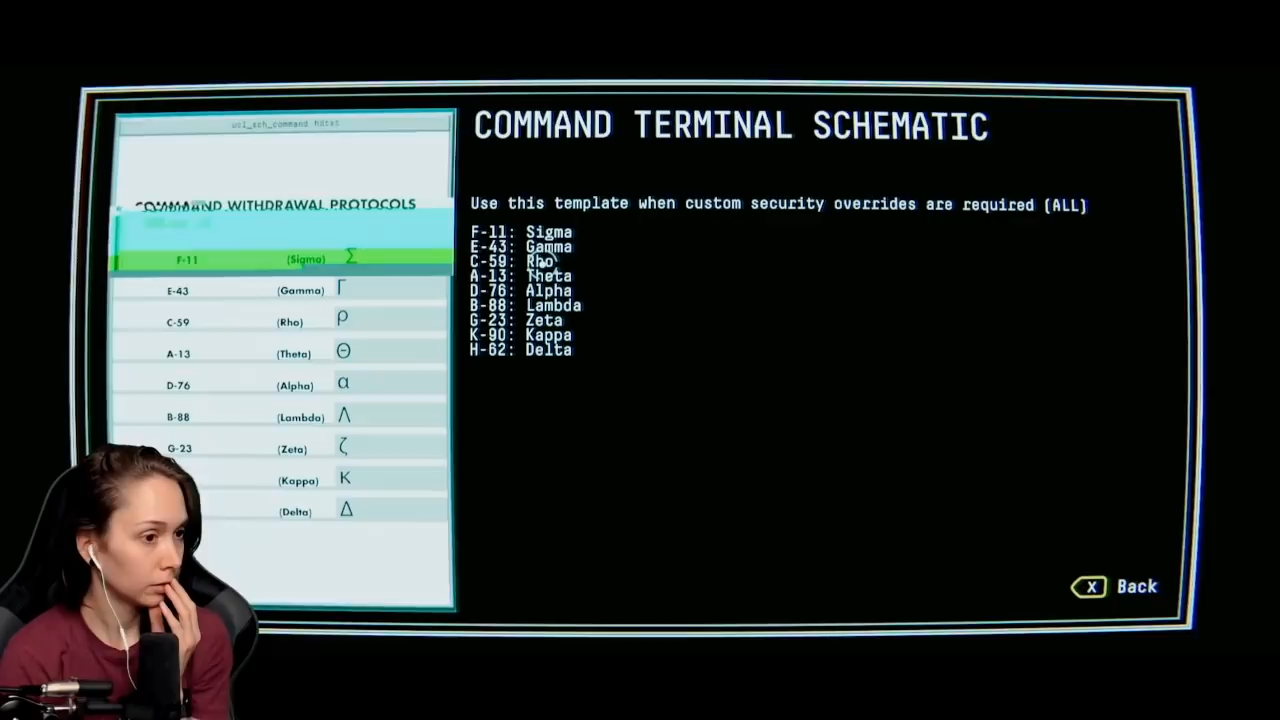 ucl_sch_command hdtst
COMMAND WITHDRAWAL PROTOCOLS
F-11 (Sigma) Σ
E-43 (Gamma) Γ
C-59 (Rho) ρ
A-13 (Theta) Θ
D-76 (Alpha) α
B-88 (Lambda) Λ
G-23 (Zeta) ζ
(Kappa) K
(Delta) Δ
COMMAND TERMINAL SCHEMATIC
Use this template when custom security overrides are required (ALL)
F-11: Sigma
E-43: Gamma
C-59: Rho
A-13: Theta
D-76: Alpha
B-88: Lambda
G-23: Zeta
K-90: Kappa
H-62: Delta
X Back